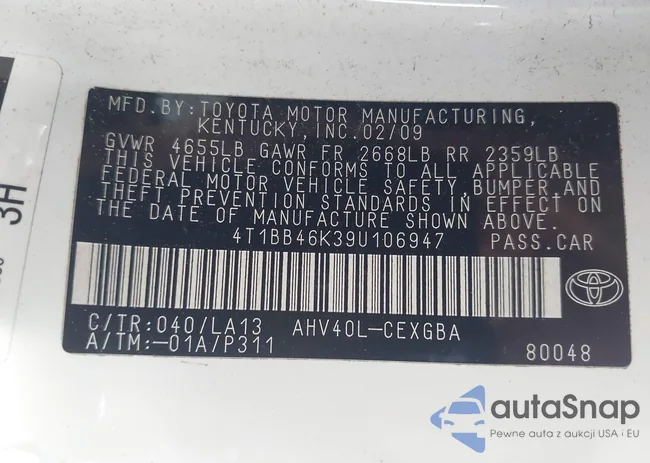 MFD.BY:TOYOTA MOTOR MANUFACTURING,
KENTUCKY, INC.02/09
GVWR 4655LB GAWR FR 2668LB RR 2359LB
THIS VEHICLE CONFORMS TO ALL APPLICABLE
FEDERAL MOTOR VEHICLE SAFETY,BUMPER,AND
THEFT PREVENTION STANDARDS IN EFFECT ON
THE DATE OF MANUFACTURE SHOWN ABOVE.
4T1BB46K39U106947 PASS.CAR
C/TR:040/LA13 AHV40L-CEXGBA
A/TM:-01A/P311 80048
3H
autaSnap
Pewne auta z aukcji USA i EU